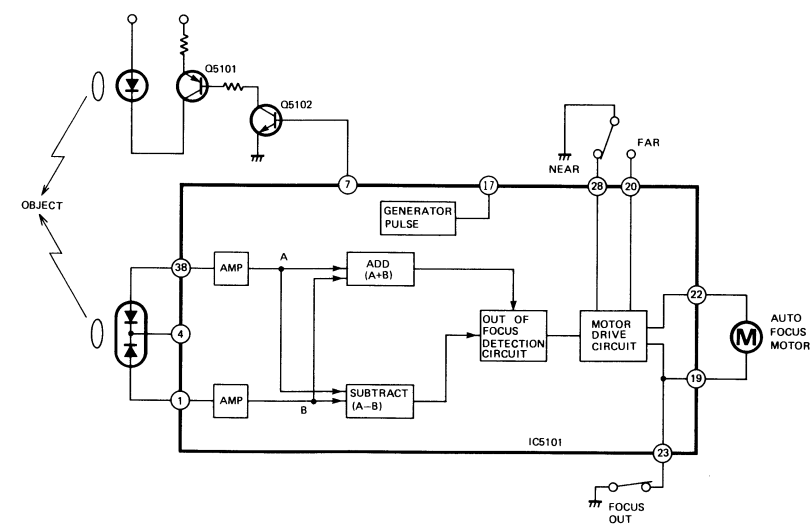 Q5101
Q5102
OBJECT
NEAR
FAR
7
17
28
20
GENERATOR
PULSE
38
AMP
A
ADD
(A+B)
22
4
OUT OF
FOCUS
DETECTION
CIRCUIT
MOTOR
DRIVE
CIRCUIT
M
AUTO
FOCUS
MOTOR
19
1
AMP
B
SUBTRACT
(A−B)
IC5101
23
FOCUS
OUT